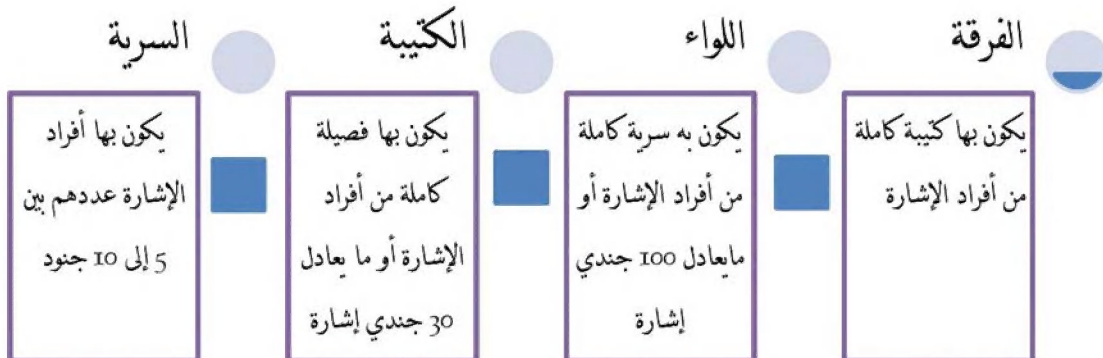 الفرقة
يكون بها كتيبة كاملة
من أفراد الإشارة
اللواء
يكون به سرية كاملة
من أفراد الإشارة أو
مايعادل 100 جندي
إشارة
الكتيبة
يكون بها فصيلة
كاملة من أفراد
الإشارة أو ما يعادل
30 جندي إشارة
السرية
يكون بها أفراد
الإشارة عددهم بين
5 إلى 10 جنود